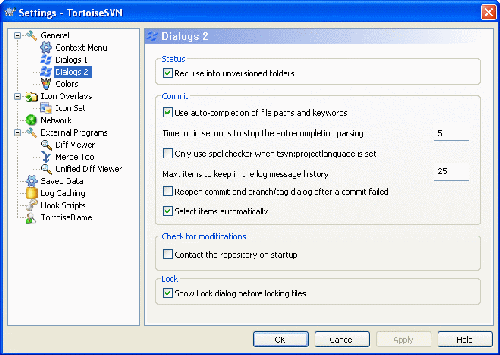 Settings - TortoiseSVN
General
Context Menu
Dialogs 1
Dialogs 2
Colors
Icon Overlays
Icon Set
Network
External Programs
Diff Viewer
Merge Tool
Unified Diff Viewer
Saved Data
Log Caching
Hook Scripts
TortoiseBlame
Dialogs 2
Status
Recurse into unversioned folders
Commit
Use auto-completion of file paths and keywords
Time-out in seconds to stop the autocompletion parsing
5
Only use spellchecker when tsvn:projectlanguage is set
Max. items to keep in the log message history
25
Reopen commit and branch/tag dialog after a commit failed
Select items automatically
Check for modifications
Contact the repository on startup
Lock
Show Lock dialog before locking files
OK
Cancel
Apply
Help